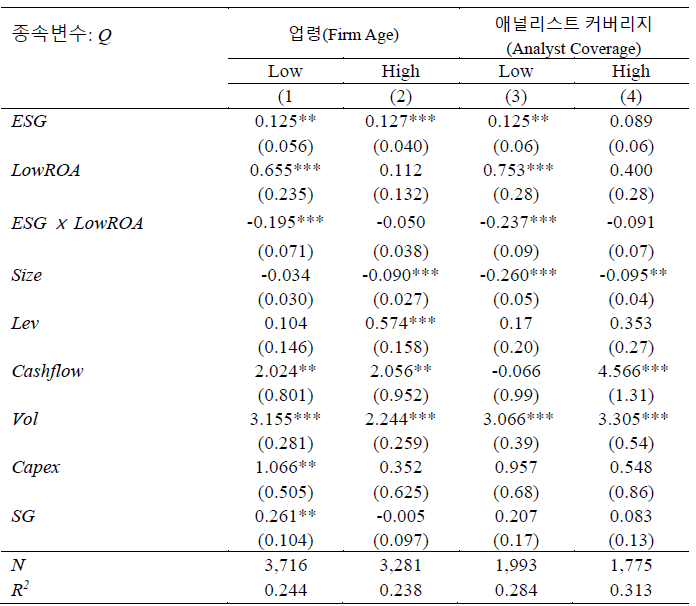 종속변수: Q 업령(Firm Age) 애널리스트 커버리지
(Analyst Coverage)
Low High Low High
(1 (2) (3) (4)
ESG 0.125** 0.127*** 0.125** 0.089
(0.056) (0.040) (0.06) (0.06)
LowROA 0.655*** 0.112 0.753*** 0.400
(0.235) (0.132) (0.28) (0.28)
ESG × LowROA -0.195*** -0.050 -0.237*** -0.091
(0.071) (0.038) (0.09) (0.07)
Size -0.034 -0.090*** -0.260*** -0.095**
(0.030) (0.027) (0.05) (0.04)
Lev 0.104 0.574*** 0.17 0.353
(0.146) (0.158) (0.20) (0.27)
Cashflow 2.024** 2.056** -0.066 4.566***
(0.801) (0.952) (0.99) (1.31)
Vol 3.155*** 2.244*** 3.066*** 3.305***
(0.281) (0.259) (0.39) (0.54)
Capex 1.066** 0.352 0.957 0.548
(0.505) (0.625) (0.68) (0.86)
SG 0.261** -0.005 0.207 0.083
(0.104) (0.097) (0.17) (0.13)
N 3,716 3,281 1,993 1,775
R² 0.244 0.238 0.284 0.313